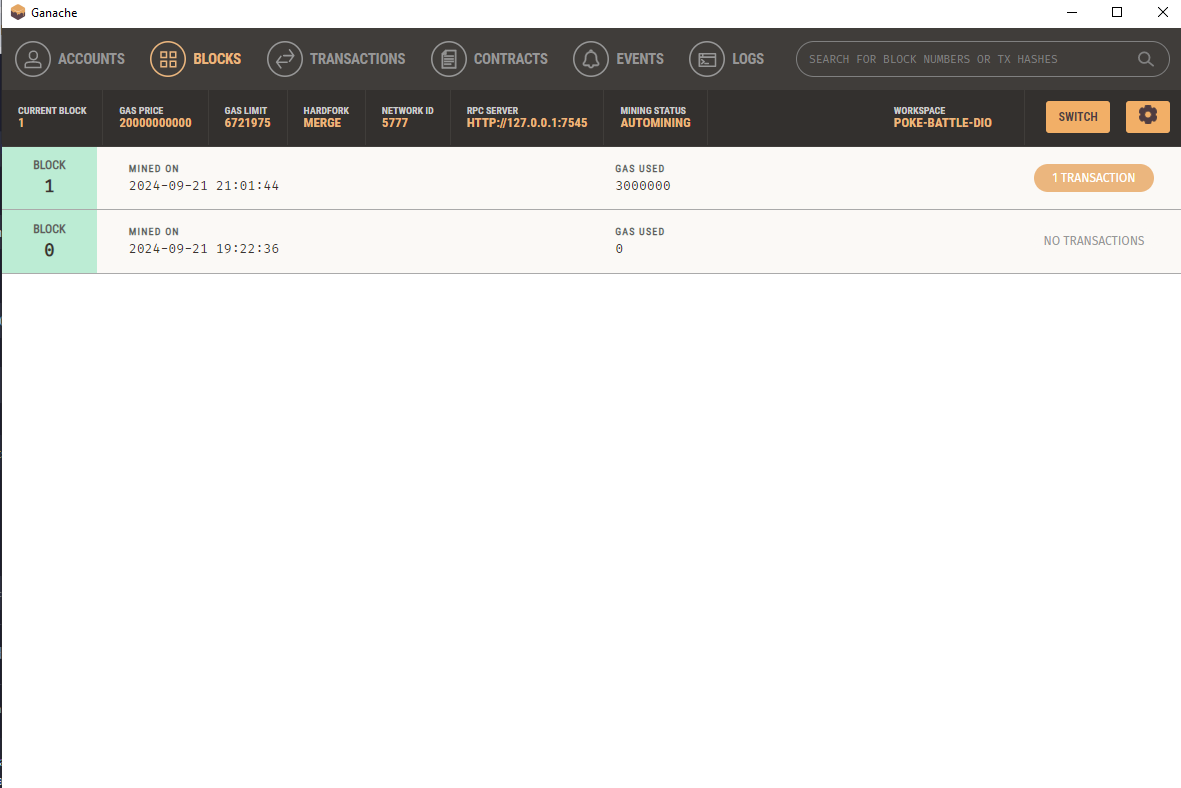 Ganache
ACCOUNTS BLOCKS TRANSACTIONS CONTRACTS EVENTS LOGS SEARCH FOR BLOCK NUMBERS OR TX HASHES
CURRENT BLOCK GAS PRICE GAS LIMIT HARDFORK NETWORK ID RPC SERVER MINING STATUS WORKSPACE
1 20000000000 6721975 MERGE 5777 HTTP://127.0.0.1:7545 AUTOMINING POKE-BATTLE-DIO SWITCH
BLOCK MINED ON GAS USED
1 2024-09-21 21:01:44 3000000 1 TRANSACTION
BLOCK MINED ON GAS USED
0 2024-09-21 19:22:36 0 NO TRANSACTIONS